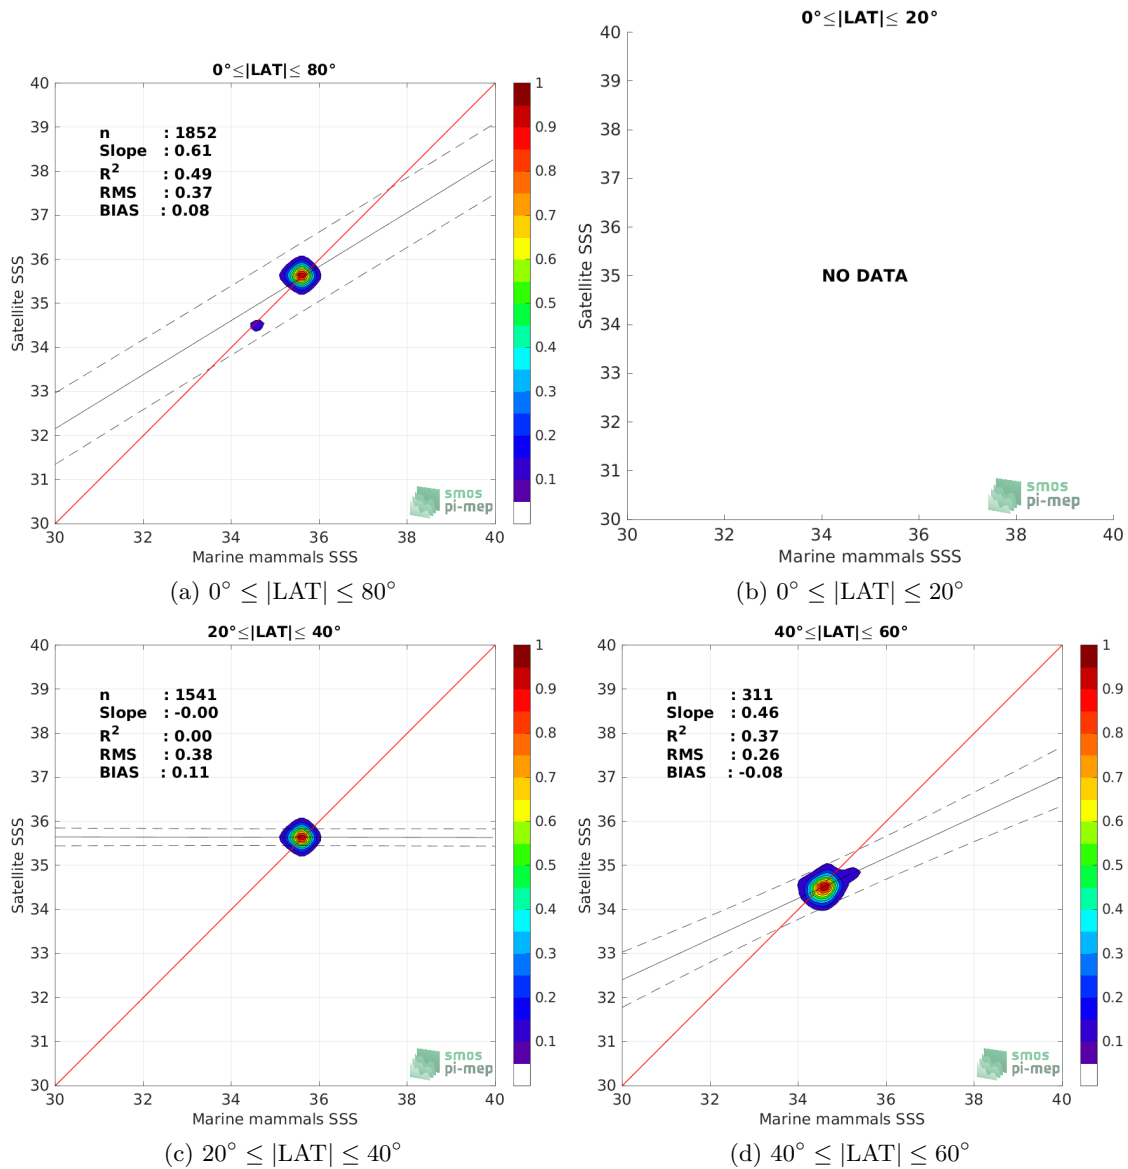 0°≤|LAT|≤ 80°
40
39
38
37
36
35
34
33
32
31
30
30
32
34
36
38
40
Satellite SSS
Marine mammals SSS
n : 1852
Slope : 0.61
R² : 0.49
RMS : 0.37
BIAS : 0.08
1
0.9
0.8
0.7
0.6
0.5
0.4
0.3
0.2
0.1
smos
pi-mep
(a) 0° ≤ |LAT| ≤ 80°
0°≤|LAT|≤ 20°
40
39
38
37
36
35
34
33
32
31
30
30
32
34
36
38
40
Satellite SSS
Marine mammals SSS
NO DATA
smos
pi-mep
(b) 0° ≤ |LAT| ≤ 20°
20°≤|LAT|≤ 40°
40
39
38
37
36
35
34
33
32
31
30
30
32
34
36
38
40
Satellite SSS
Marine mammals SSS
n : 1541
Slope : -0.00
R² : 0.00
RMS : 0.38
BIAS : 0.11
1
0.9
0.8
0.7
0.6
0.5
0.4
0.3
0.2
0.1
smos
pi-mep
(c) 20° ≤ |LAT| ≤ 40°
40°≤|LAT|≤ 60°
40
39
38
37
36
35
34
33
32
31
30
30
32
34
36
38
40
Satellite SSS
Marine mammals SSS
n : 311
Slope : 0.46
R² : 0.37
RMS : 0.26
BIAS : -0.08
1
0.9
0.8
0.7
0.6
0.5
0.4
0.3
0.2
0.1
smos
pi-mep
(d) 40° ≤ |LAT| ≤ 60°